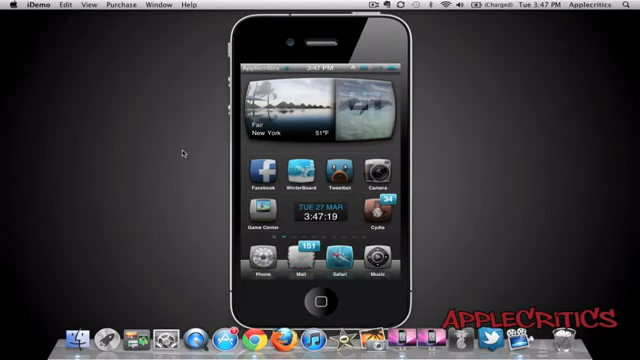 iDemo Edit View Purchase Window Help (Charged) Tue 3:47 PM Applecritics
Applecritics 3:47 PM
Fair
New York 51°F
Facebook WinterBoard Tweetbot Camera
34
TUE 27 MAR
3:47:19
Game Center Cydia
151
Phone Mail Safari Music
APPLECRITICS